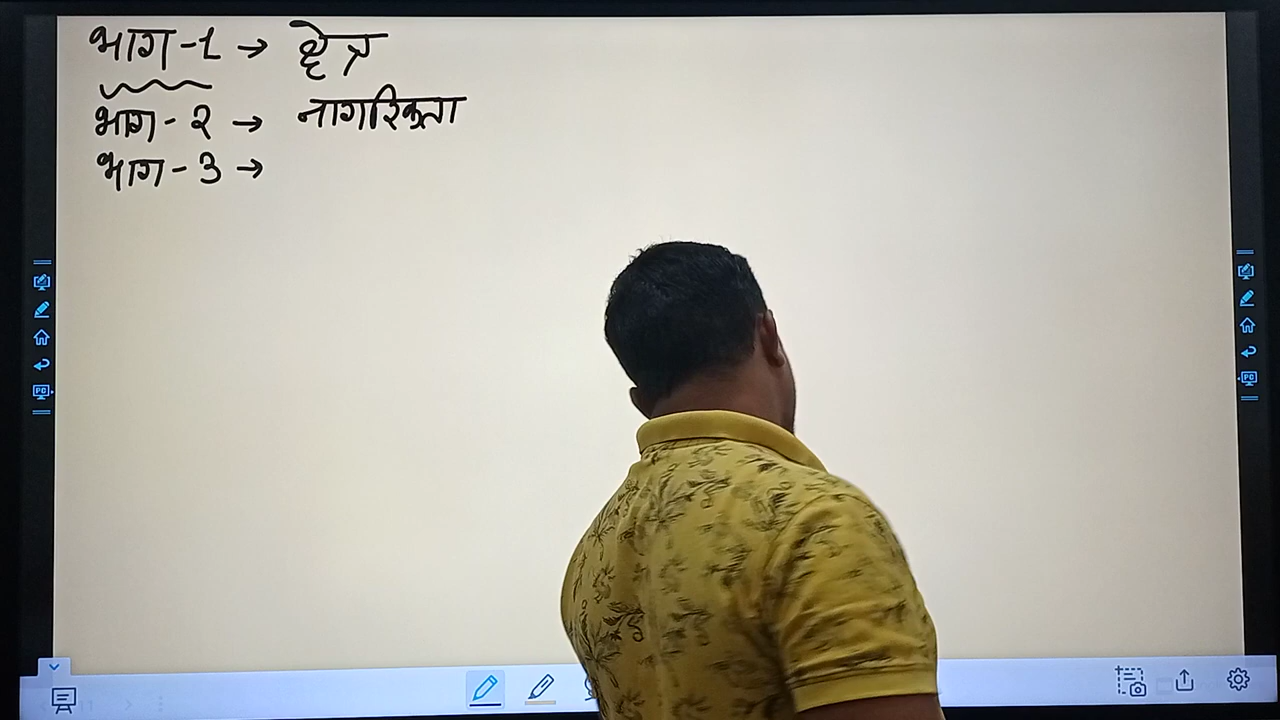 भाग-1 → क्षेत्र
भाग-2 → नागरिकता
भाग-3 →